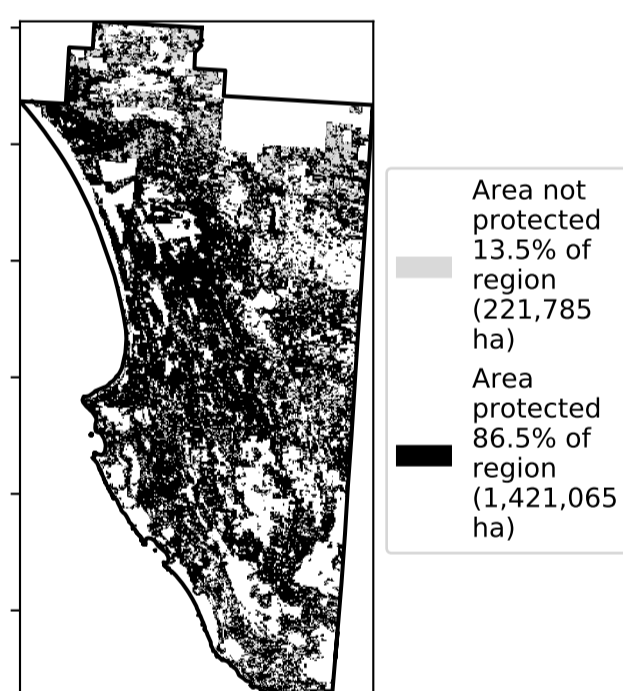 Area not
protected
13.5% of
region
(221,785
ha)
Area
protected
86.5% of
region
(1,421,065
ha)